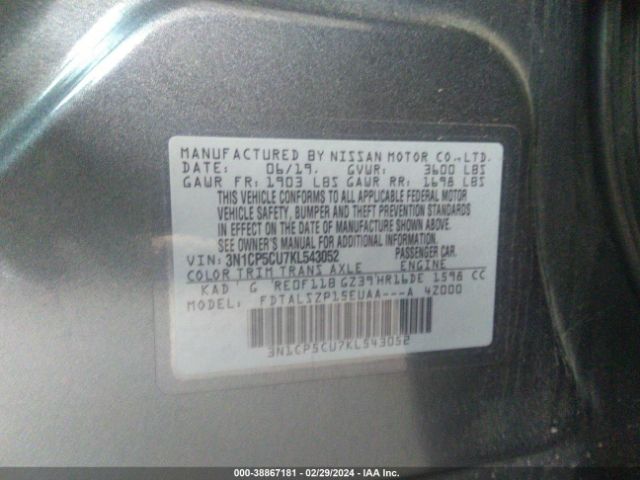 MANUFACTURED BY NISSAN MOTOR CO.,LTD.
DATE: 06/19. GVWR: 3600 LBS
GAWR FR: 1903 LBS GAWR RR: 1698 LBS
THIS VEHICLE CONFORMS TO ALL APPLICABLE FEDERAL MOTOR
VEHICLE SAFETY, BUMPER AND THEFT PREVENTION STANDARDS
IN EFFECT ON THE DATE OF MANUFACTURE SHOWN ABOVE.
SEE OWNER'S MANUAL FOR ADDITIONAL INFORMATION.
VIN: 3N1CP5CU7KL543052 PASSENGER CAR.
COLOR TRIM TRANS AXLE ENGINE
KAD G RE0F11B GZ39 HR16DE 1598 CC
MODEL: FDTALSZP15EUAA---A 42000
3N1CP5CU7KL543052
000-38867181 - 02/29/2024 - IAA Inc.